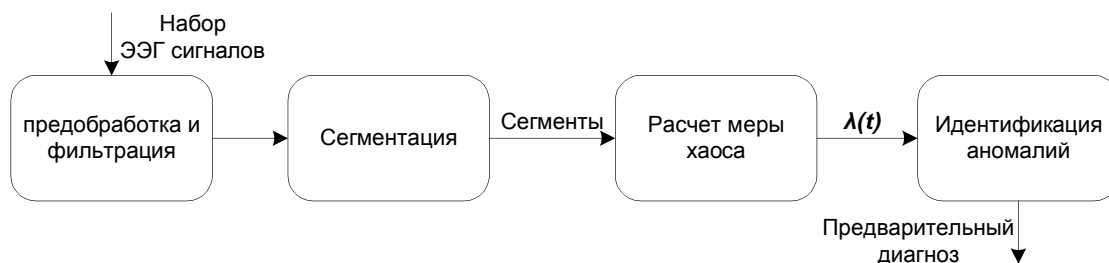 Набор
ЭЭГ сигналов
предобработка и
фильтрация
Сегментация
Сегменты
Расчет меры
хаоса
λ(t)
Идентификация
аномалий
Предварительный
диагноз